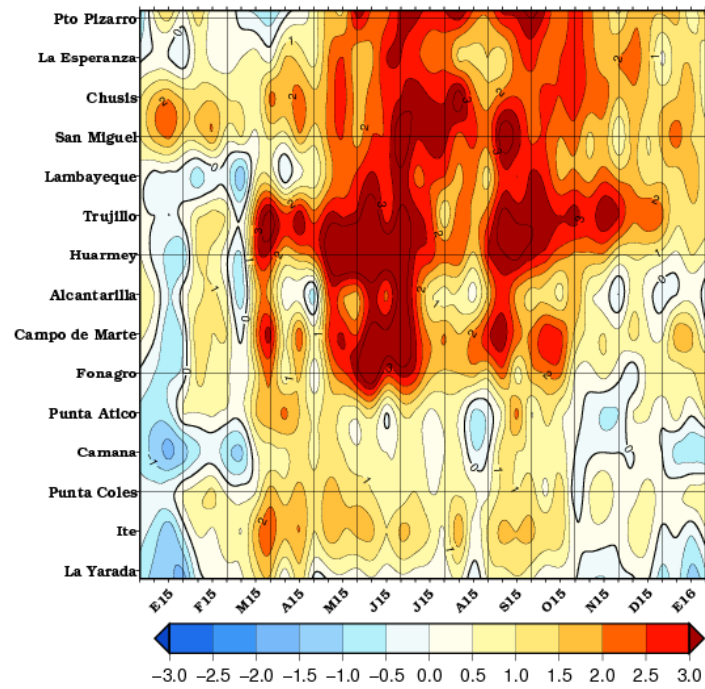 Pto Pizarro
La Esperanza
Chusis
San Miguel
Lambayeque
Trujillo
Huarmey
Alcantarilla
Campo de Marte
Fonagro
Punta Atico
Camana
Punta Coles
Ite
La Yarada
E15 F15 M15 A15 M15 J15 J15 A15 S15 O15 N15 D15 E16
−3.0 −2.5 −2.0 −1.5 −1.0 −0.5 0.0 0.5 1.0 1.5 2.0 2.5 3.0